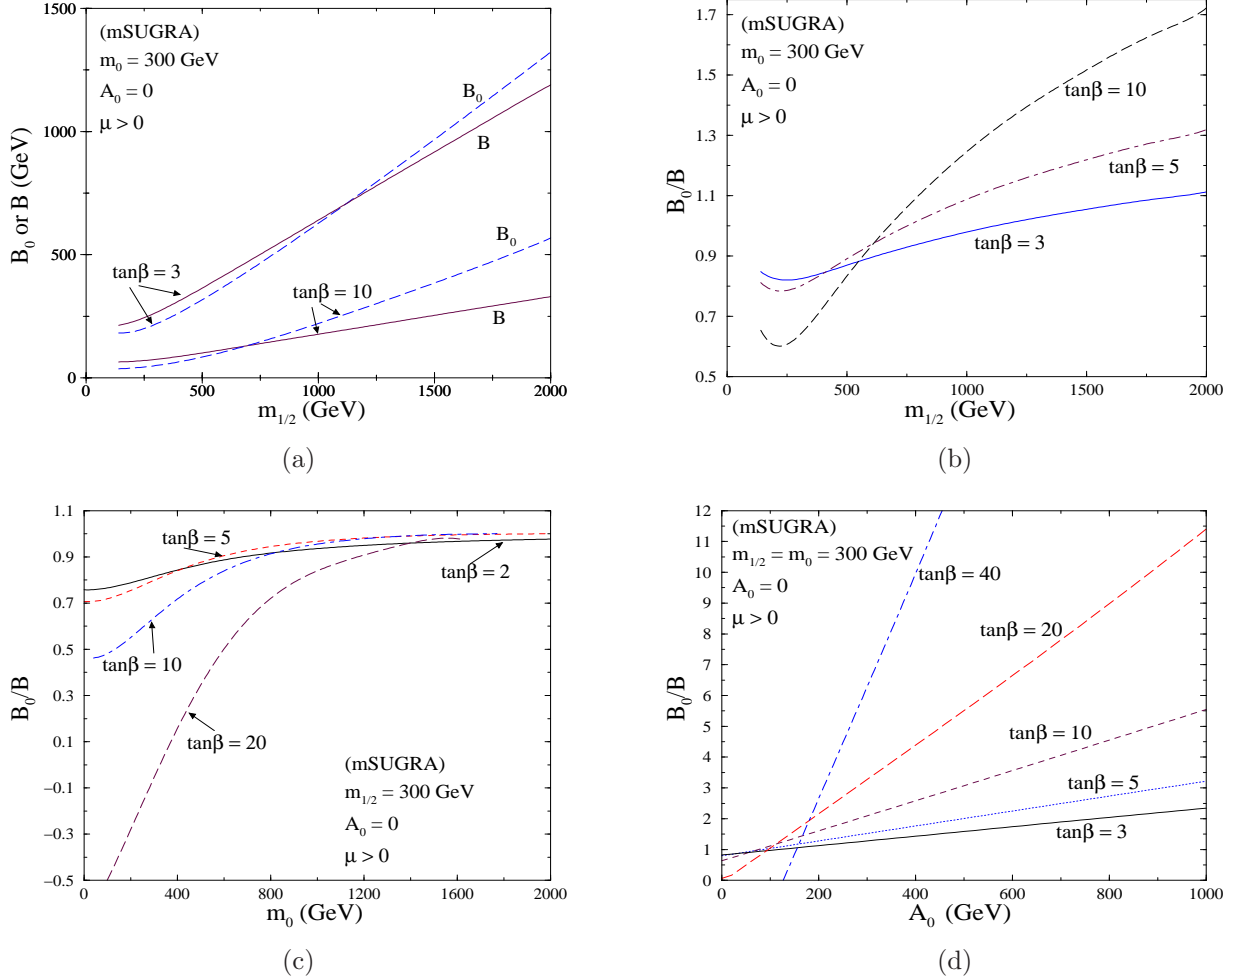 1500
1000
500
0
B₀ or B (GeV)
(mSUGRA)
m₀ = 300 GeV
A₀ = 0
μ > 0
B₀
B
tanβ = 3
B₀
tanβ = 10
B
0 500 1000 1500 2000
m₁/₂ (GeV)
(a)
1.7
1.5
1.3
1.1
0.9
0.7
0.5
B₀/B
(mSUGRA)
m₀ = 300 GeV
A₀ = 0
μ > 0
tanβ = 10
tanβ = 5
tanβ = 3
0 500 1000 1500 2000
m₁/₂ (GeV)
(b)
1.1
0.9
0.7
0.5
0.3
0.1
–0.1
–0.3
–0.5
B₀/B
tanβ = 5
tanβ = 2
tanβ = 10
tanβ = 20
(mSUGRA)
m₁/₂ = 300 GeV
A₀ = 0
μ > 0
0 400 800 1200 1600 2000
m₀ (GeV)
(c)
12
11
10
9
8
7
6
5
4
3
2
1
0
B₀/B
(mSUGRA)
m₁/₂ = m₀ = 300 GeV
A₀ = 0
μ > 0
tanβ = 40
tanβ = 20
tanβ = 10
tanβ = 5
tanβ = 3
0 200 400 600 800 1000
A₀ (GeV)
(d)